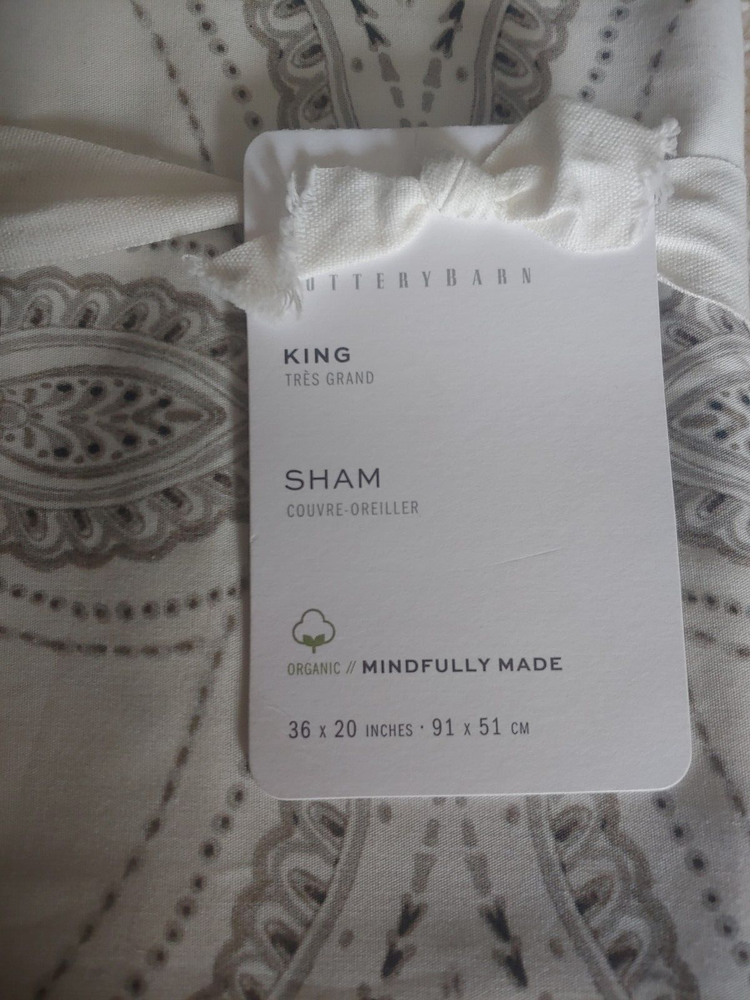 OTTERYBARN
KING
TRÈS GRAND
SHAM
COUVRE-OREILLER
ORGANIC // MINDFULLY MADE
36 X 20 INCHES · 91 X 51 CM